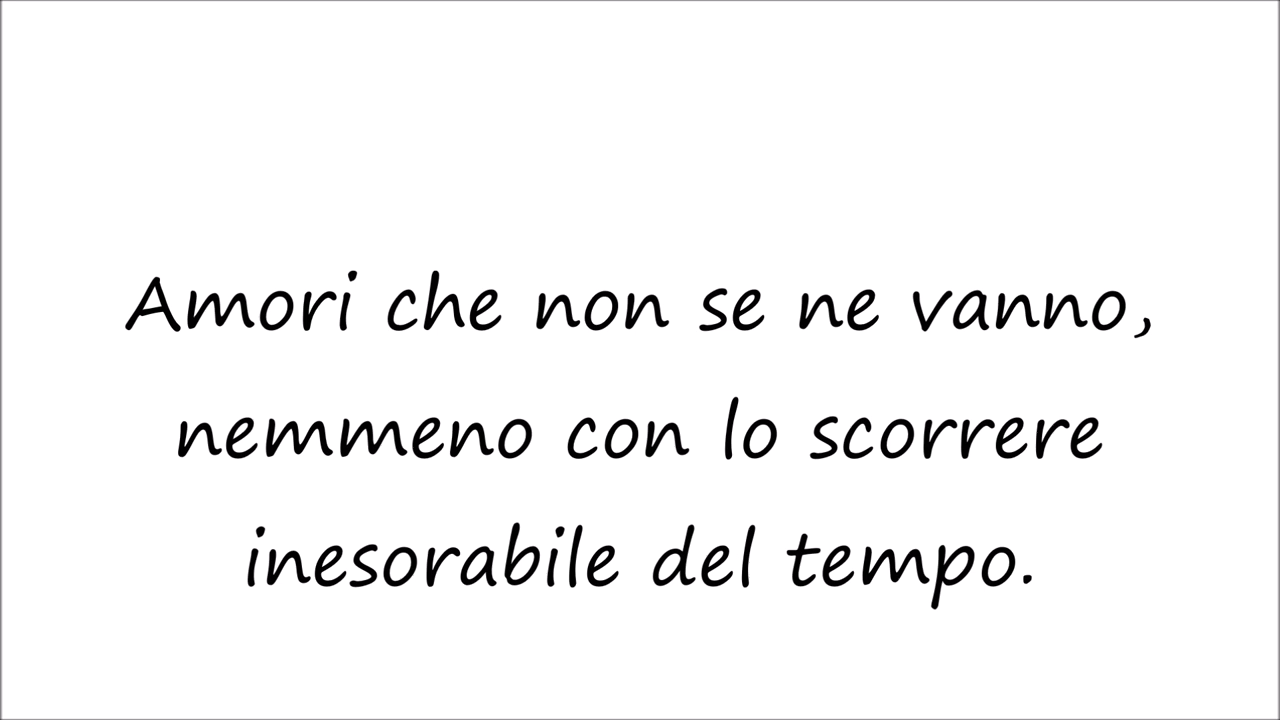 Amori che non se ne vanno,
nemmeno con lo scorrere
inesorabile del tempo.